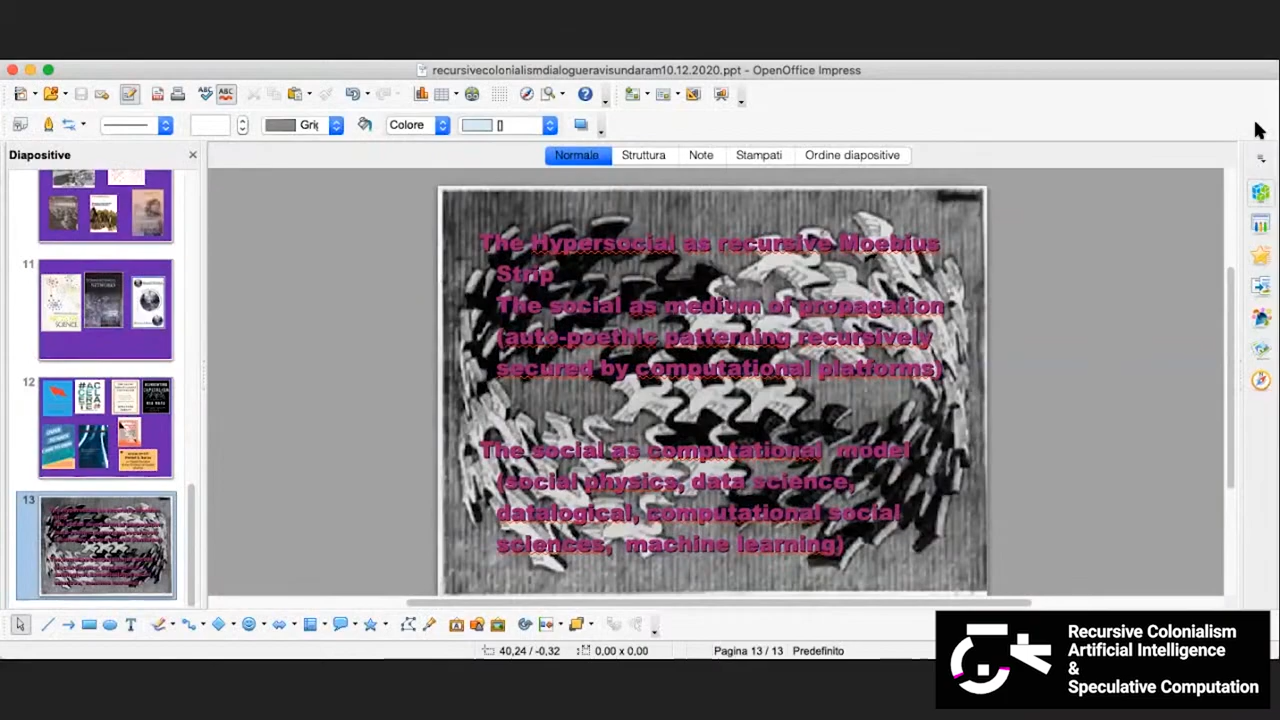 recursivecolonialismdialogueravisundaram10.12.2020.ppt - OpenOffice Impress
Colore
Diapositive
Normale
Struttura
Note
Stampati
Ordine diapositive
11
12
13
The Hypersocial as recursive Moebius
Strip
The social as medium of propagation
(auto-poethic patterning recursively
secured by computational platforms)
The social as computational model
(social physics, data science,
datalogical, computational social
sciences, machine learning)
40,24 / -0,32
0,00 x 0.00
Pagina 13 / 13
Predefinito
Recursive Colonialism
Artificial Intelligence
&
Speculative Computation